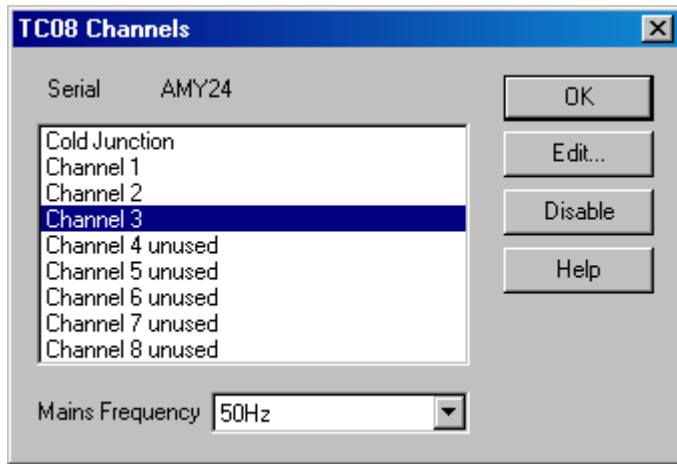 TC08 Channels
Serial AMY24
Cold Junction
Channel 1
Channel 2
Channel 3
Channel 4 unused
Channel 5 unused
Channel 6 unused
Channel 7 unused
Channel 8 unused
Mains Frequency 50Hz
OK
Edit...
Disable
Help